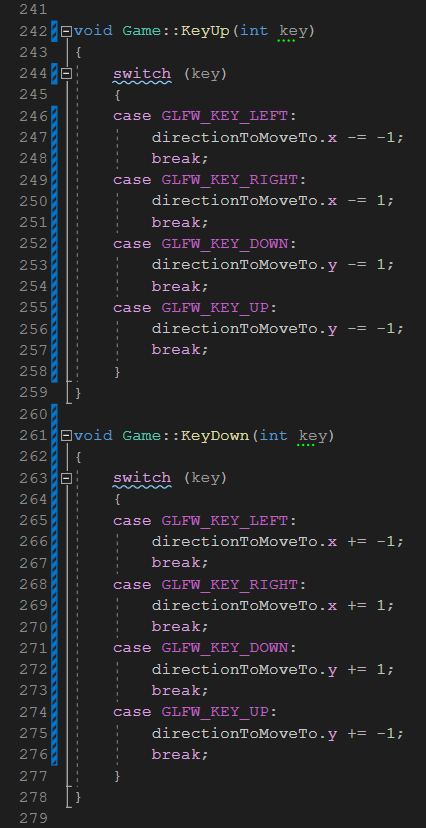 241
242 void Game::KeyUp(int key)
243 {
244 switch (key)
245 {
246 case GLFW_KEY_LEFT:
247 directionToMoveTo.x -= -1;
248 break;
249 case GLFW_KEY_RIGHT:
250 directionToMoveTo.x -= 1;
251 break;
252 case GLFW_KEY_DOWN:
253 directionToMoveTo.y -= 1;
254 break;
255 case GLFW_KEY_UP:
256 directionToMoveTo.y -= -1;
257 break;
258 }
259 }
260
261 void Game::KeyDown(int key)
262 {
263 switch (key)
264 {
265 case GLFW_KEY_LEFT:
266 directionToMoveTo.x += -1;
267 break;
268 case GLFW_KEY_RIGHT:
269 directionToMoveTo.x += 1;
270 break;
271 case GLFW_KEY_DOWN:
272 directionToMoveTo.y += 1;
273 break;
274 case GLFW_KEY_UP:
275 directionToMoveTo.y += -1;
276 break;
277 }
278 }
279